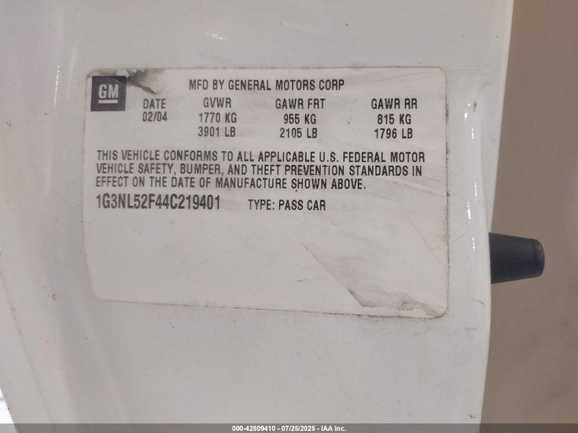 GM
MFD BY GENERAL MOTORS CORP
DATE GVWR GAWR FRT GAWR RR
02/04 1770 KG 955 KG 815 KG
3901 LB 2105 LB 1796 LB
THIS VEHICLE CONFORMS TO ALL APPLICABLE U.S. FEDERAL MOTOR
VEHICLE SAFETY, BUMPER, AND THEFT PREVENTION STANDARDS IN
EFFECT ON THE DATE OF MANUFACTURE SHOWN ABOVE.
1G3NL52F44C219401 TYPE: PASS CAR
000-42809410 - 07/25/2025 - IAA Inc.